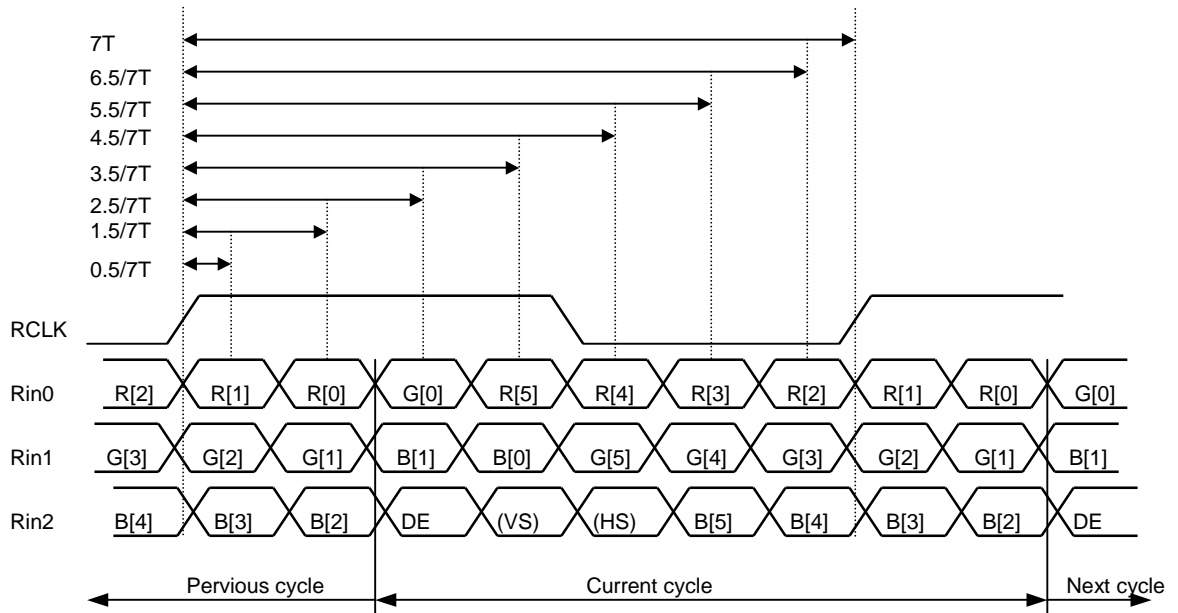 7T
6.5/7T
5.5/7T
4.5/7T
3.5/7T
2.5/7T
1.5/7T
0.5/7T
RCLK
Rin0 R[2] R[1] R[0] G[0] R[5] R[4] R[3] R[2] R[1] R[0] G[0]
Rin1 G[3] G[2] G[1] B[1] B[0] G[5] G[4] G[3] G[2] G[1] B[1]
Rin2 B[4] B[3] B[2] DE (VS) (HS) B[5] B[4] B[3] B[2] DE
Pervious cycle Current cycle Next cycle